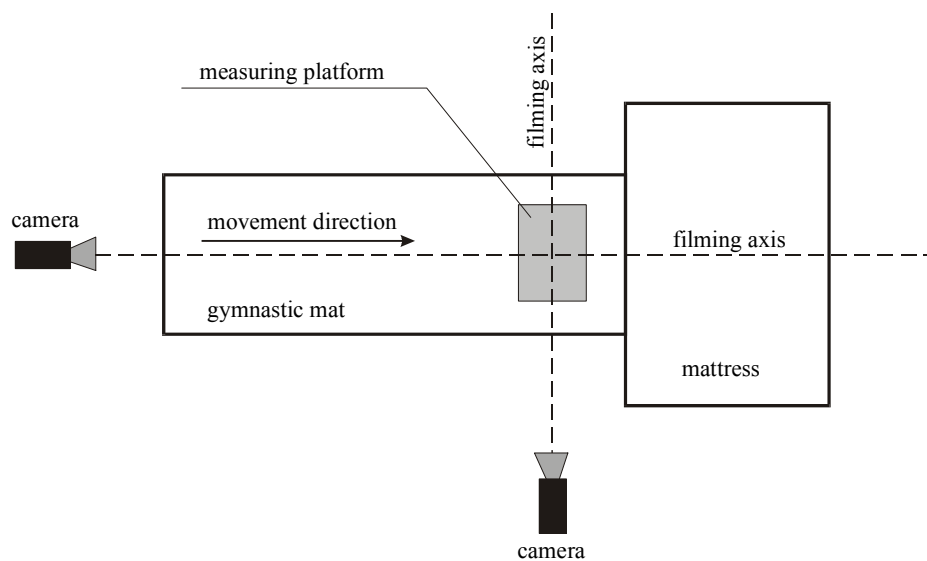 measuring platform
filming axis
camera
movement direction
filming axis
gymnastic mat
mattress
camera